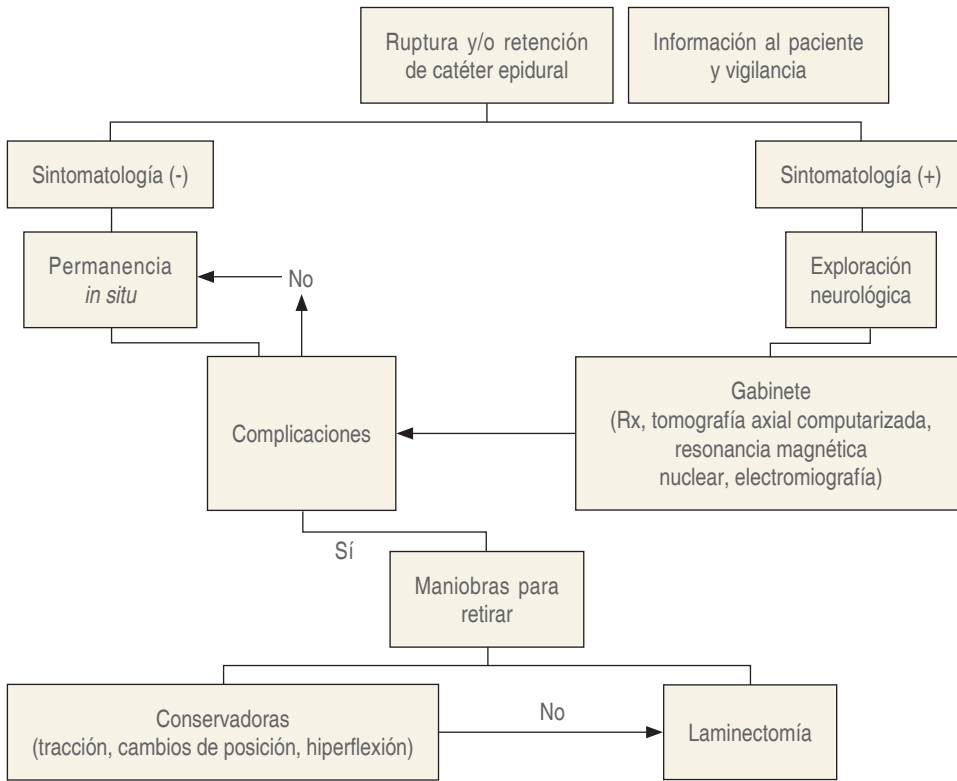 Ruptura y/o retención
de catéter epidural
Información al paciente
y vigilancia
Sintomatología (-)
Sintomatología (+)
Permanencia
in situ
No
Exploración
neurológica
Complicaciones
Gabinete
(Rx, tomografía axial computarizada,
resonancia magnética
nuclear, electromiografía)
Sí
Maniobras para
retirar
Conservadoras
(tracción, cambios de posición, hiperflexión)
No
Laminectomía